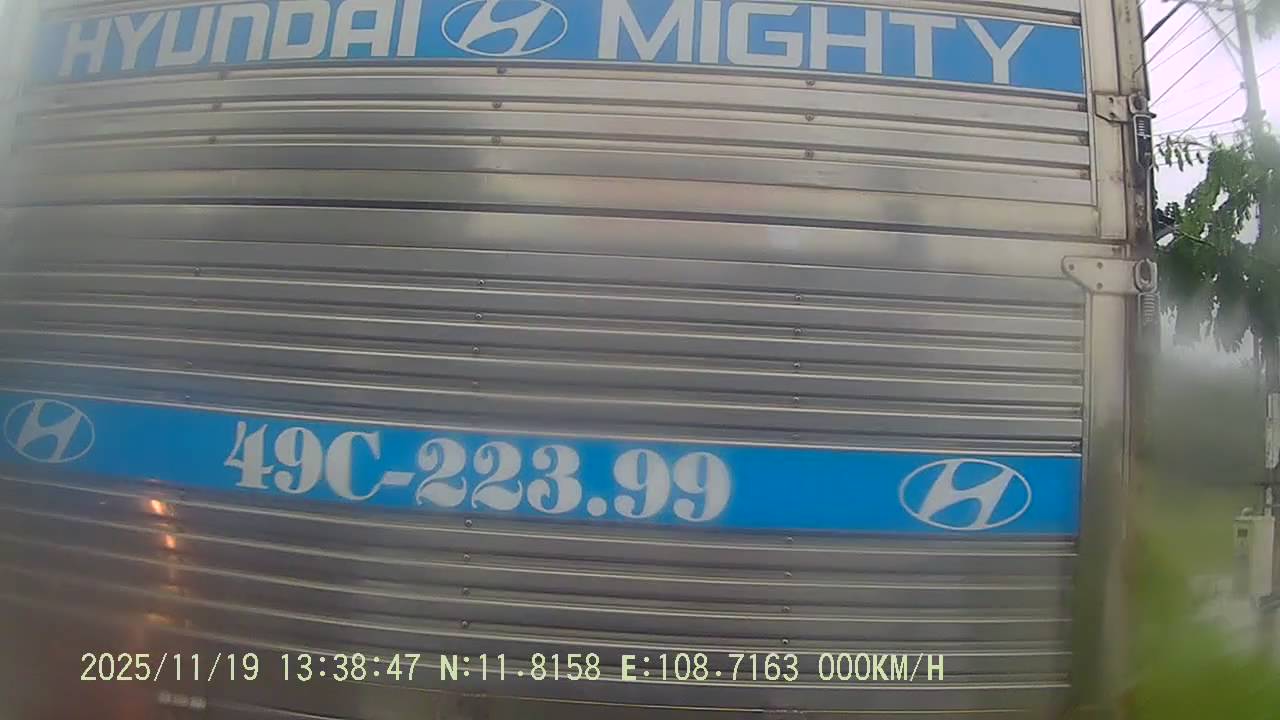 HYUNDAI MIGHTY
49C-223.99
2025/11/19 13:38:47 N:11.8158 E:108.7163 000KM/H